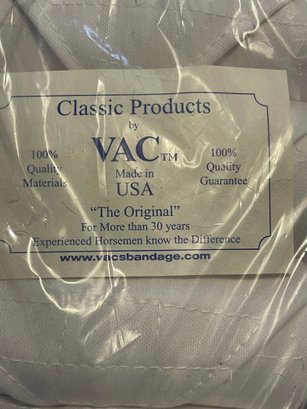 Classic Products
by
VAC™
100% Quality Materials
Made in
USA
100% Quality Guarantee
"The Original"
For More than 30 years
Experienced Horsemen know the Difference
www.vacsbandage.com